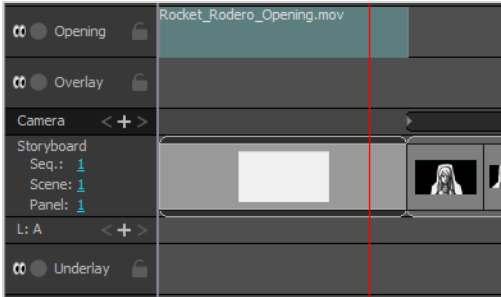 Opening
Rocket_Rodero_Opening.mov
Overlay
Camera < + >
Storyboard
Seq.: 1
Scene: 1
Panel: 1
L: A < + >
Underlay